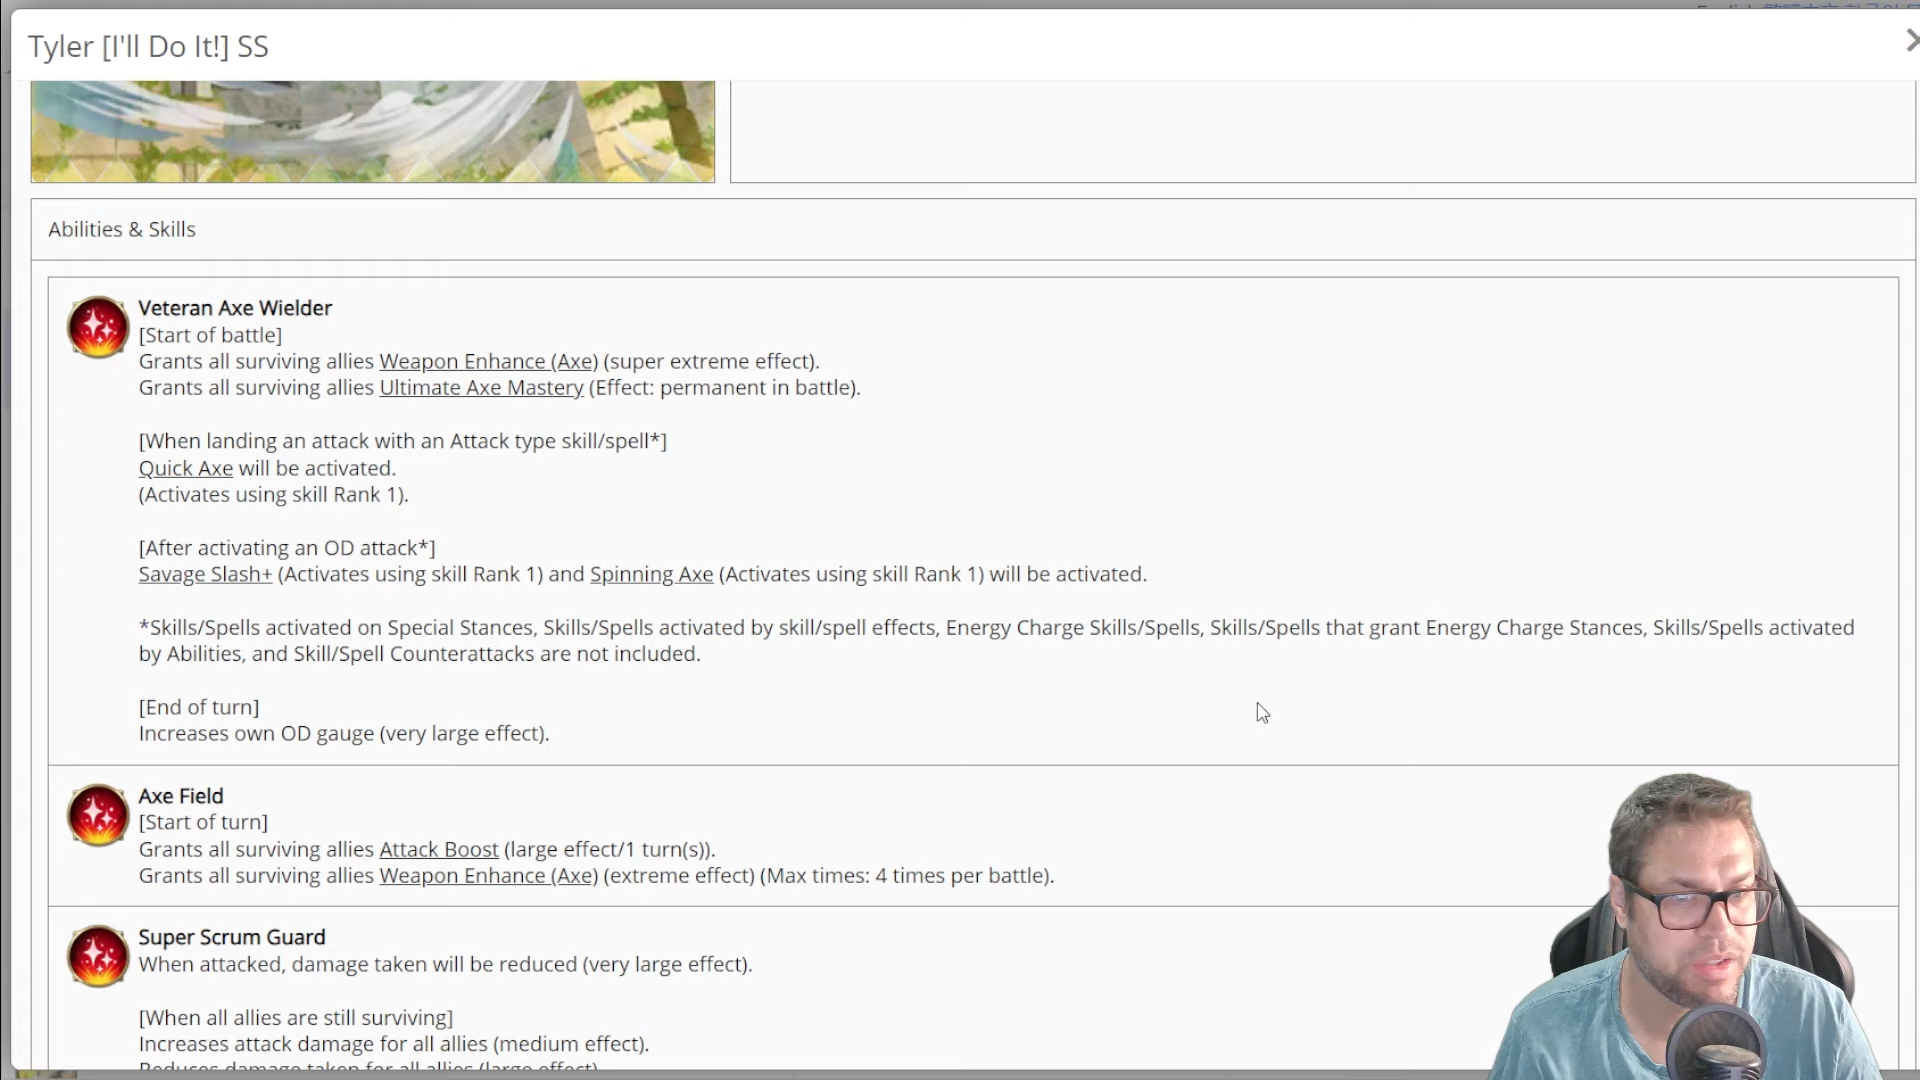 Tyler [I'll Do It!] SS
Abilities & Skills
Veteran Axe Wielder
[Start of battle]
Grants all surviving allies Weapon Enhance (Axe) (super extreme effect).
Grants all surviving allies Ultimate Axe Mastery (Effect: permanent in battle).
[When landing an attack with an Attack type skill/spell*]
Quick Axe will be activated.
(Activates using skill Rank 1).
[After activating an OD attack*]
Savage Slash+ (Activates using skill Rank 1) and Spinning Axe (Activates using skill Rank 1) will be activated.
*Skills/Spells activated on Special Stances, Skills/Spells activated by skill/spell effects, Energy Charge Skills/Spells, Skills/Spells that grant Energy Charge Stances, Skills/Spells activated
by Abilities, and Skill/Spell Counterattacks are not included.
[End of turn]
Increases own OD gauge (very large effect).
Axe Field
[Start of turn]
Grants all surviving allies Attack Boost (large effect/1 turn(s)).
Grants all surviving allies Weapon Enhance (Axe) (extreme effect) (Max times: 4 times per battle).
Super Scrum Guard
When attacked, damage taken will be reduced (very large effect).
[When all allies are still surviving]
Increases attack damage for all allies (medium effect).
Reduces damage taken for all allies (large effect)